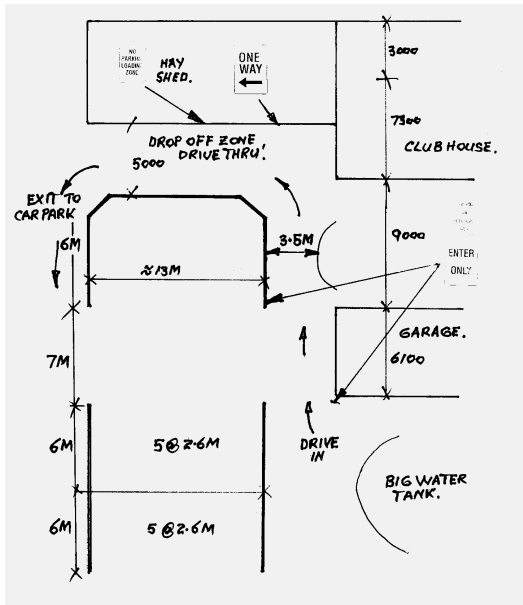 NO
PARKING
LOADING
ZONE
HAY
SHED.
ONE
WAY
3000
7300
CLUB HOUSE.
DROP OFF ZONE
DRIVE THRU!
5000
EXIT TO
CAR PARK
6M
3.5M
9000
ENTER
ONLY
≈13M
GARAGE.
6100
7M
DRIVE
IN
6M
5@2.6M
BIG WATER
TANK.
6M
5@2.6M